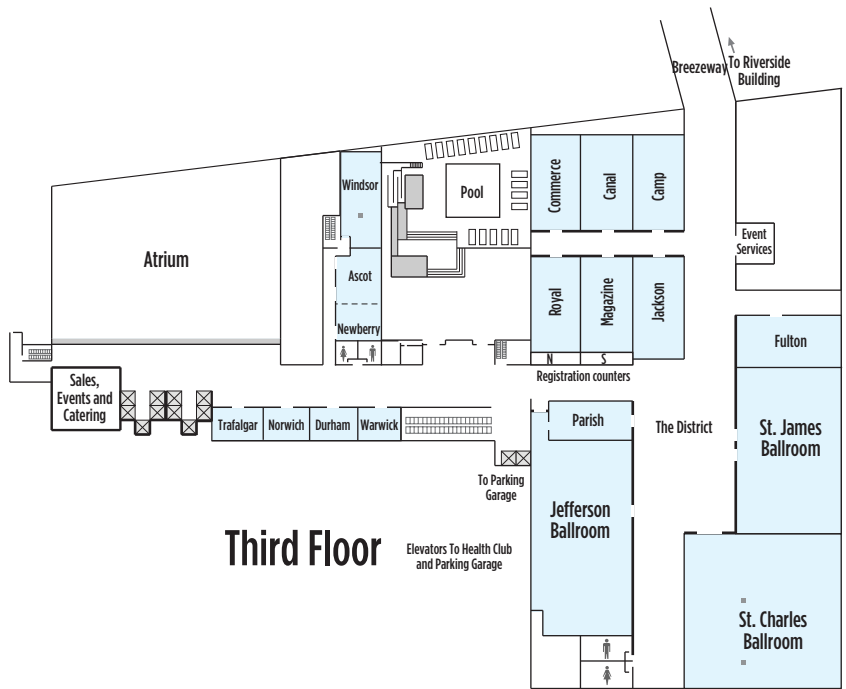 Breezeway
To Riverside
Building
Windsor
Pool
Commerce
Canal
Camp
Event
Services
Atrium
Ascot
Newberry
Royal
Magazine
Jackson
Fulton
N
S
Registration counters
Sales,
Events and
Catering
Trafalgar
Norwich
Durham
Warwick
Parish
The District
St. James
Ballroom
To Parking
Garage
Jefferson
Ballroom
Third Floor
Elevators To Health Club
and Parking Garage
St. Charles
Ballroom